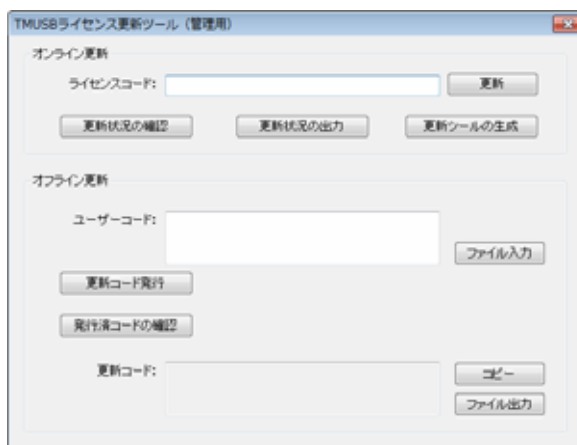 TMUSBライセンス更新ツール（管理用）
オンライン更新
ライセンスコード:
更新
更新状況の確認 更新状況の出力 更新ツールの生成
オフライン更新
ユーザーコード:
ファイル入力
更新コード発行
発行済コードの確認
更新コード:
コピー
ファイル出力